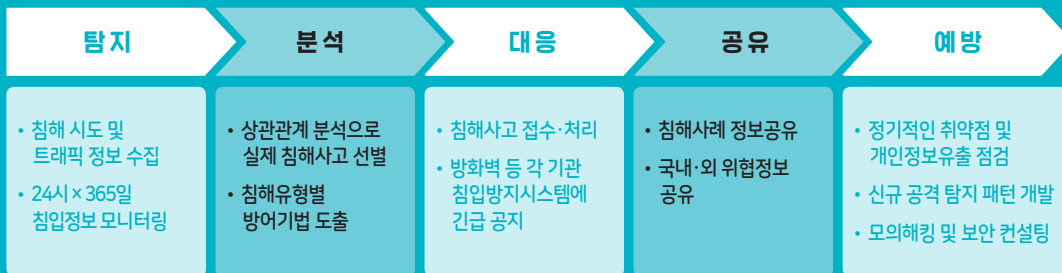 탐지
분석
대응
공유
예방
• 침해 시도 및
트래픽 정보 수집
• 24시×365일
침입정보 모니터링
• 상관관계 분석으로
실제 침해사고 선별
• 침해유형별
방어기법 도출
• 침해사고 접수·처리
• 방화벽 등 각 기관
침입방지시스템에
긴급 공지
• 침해사례 정보공유
• 국내·외 위협정보
공유
• 정기적인 취약점 및
개인정보유출 점검
• 신규 공격 탐지 패턴 개발
• 모의해킹 및 보안 컨설팅